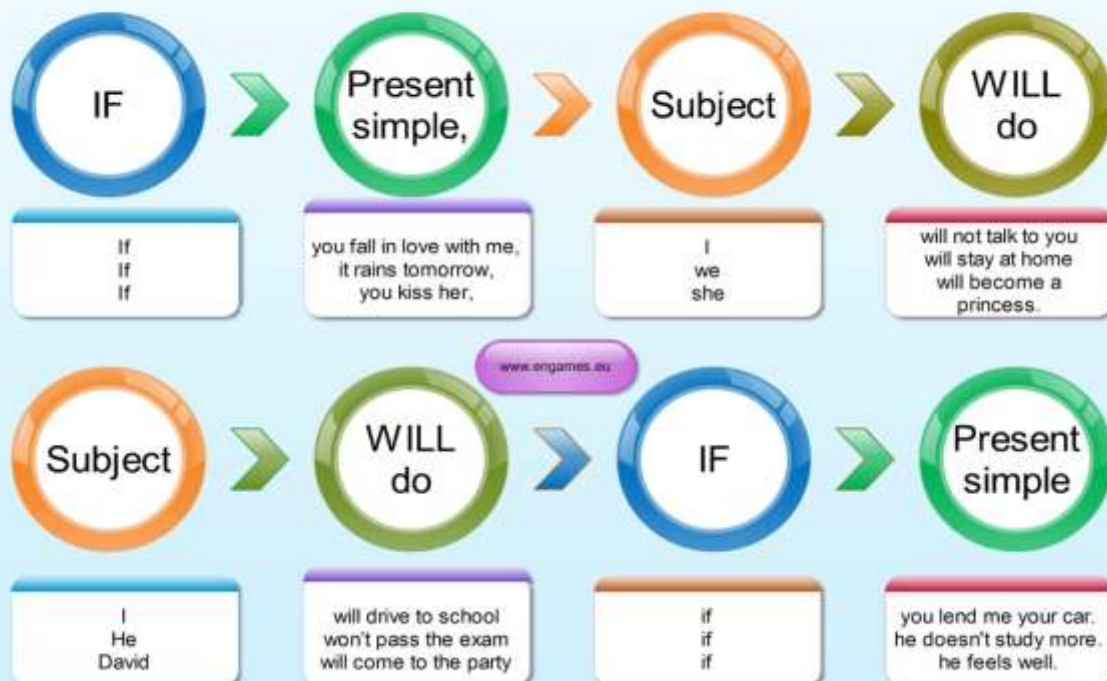 IF
Present
simple,
Subject
WILL
do
If
If
If
you fall in love with me,
it rains tomorrow,
you kiss her,
I
we
she
will not talk to you
will stay at home
will become a
princess.
www.engames.eu
Subject
WILL
do
IF
Present
simple
I
He
David
will drive to school
won't pass the exam
will come to the party
if
if
if
you lend me your car.
he doesn't study more.
he feels well.